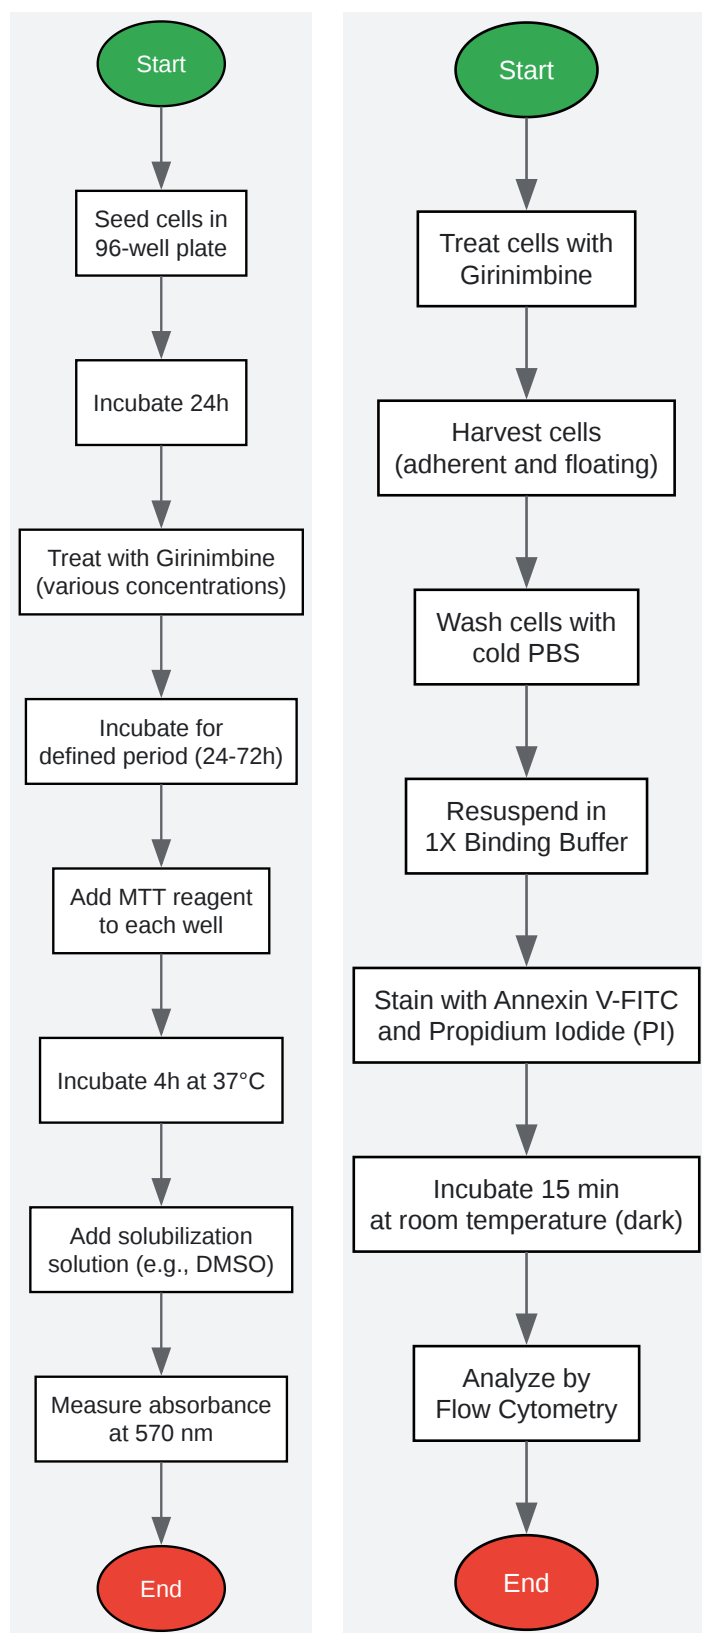 Start
Seed cells in
96-well plate
Incubate 24h
Treat with Girinimbine
(various concentrations)
Incubate for
defined period (24-72h)
Add MTT reagent
to each well
Incubate 4h at 37°C
Add solubilization
solution (e.g., DMSO)
Measure absorbance
at 570 nm
End
Start
Treat cells with
Girinimbine
Harvest cells
(adherent and floating)
Wash cells with
cold PBS
Resuspend in
1X Binding Buffer
Stain with Annexin V-FITC
and Propidium Iodide (PI)
Incubate 15 min
at room temperature (dark)
Analyze by
Flow Cytometry
End